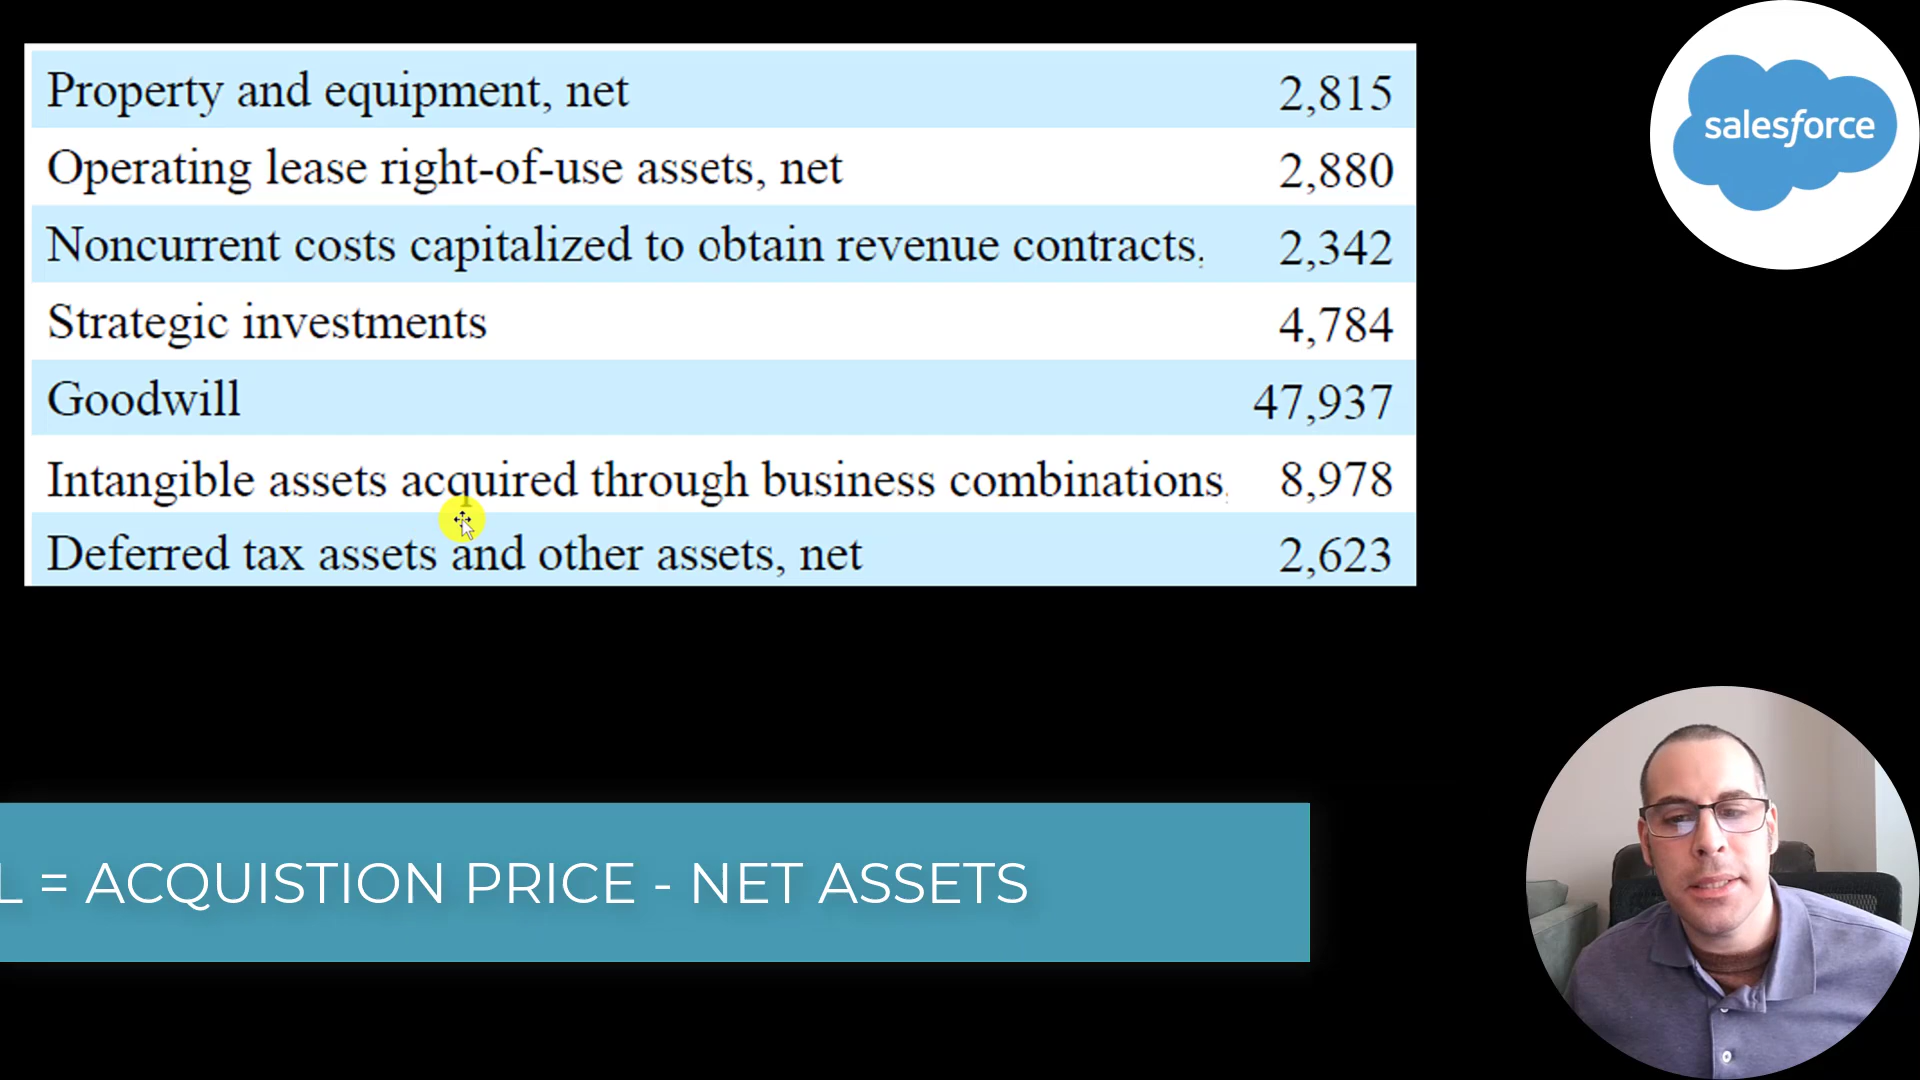 Property and equipment, net 2,815
Operating lease right-of-use assets, net 2,880
Noncurrent costs capitalized to obtain revenue contracts, 2,342
Strategic investments 4,784
Goodwill 47,937
Intangible assets acquired through business combinations, 8,978
Deferred tax assets and other assets, net 2,623
salesforce
L = ACQUISTION PRICE - NET ASSETS